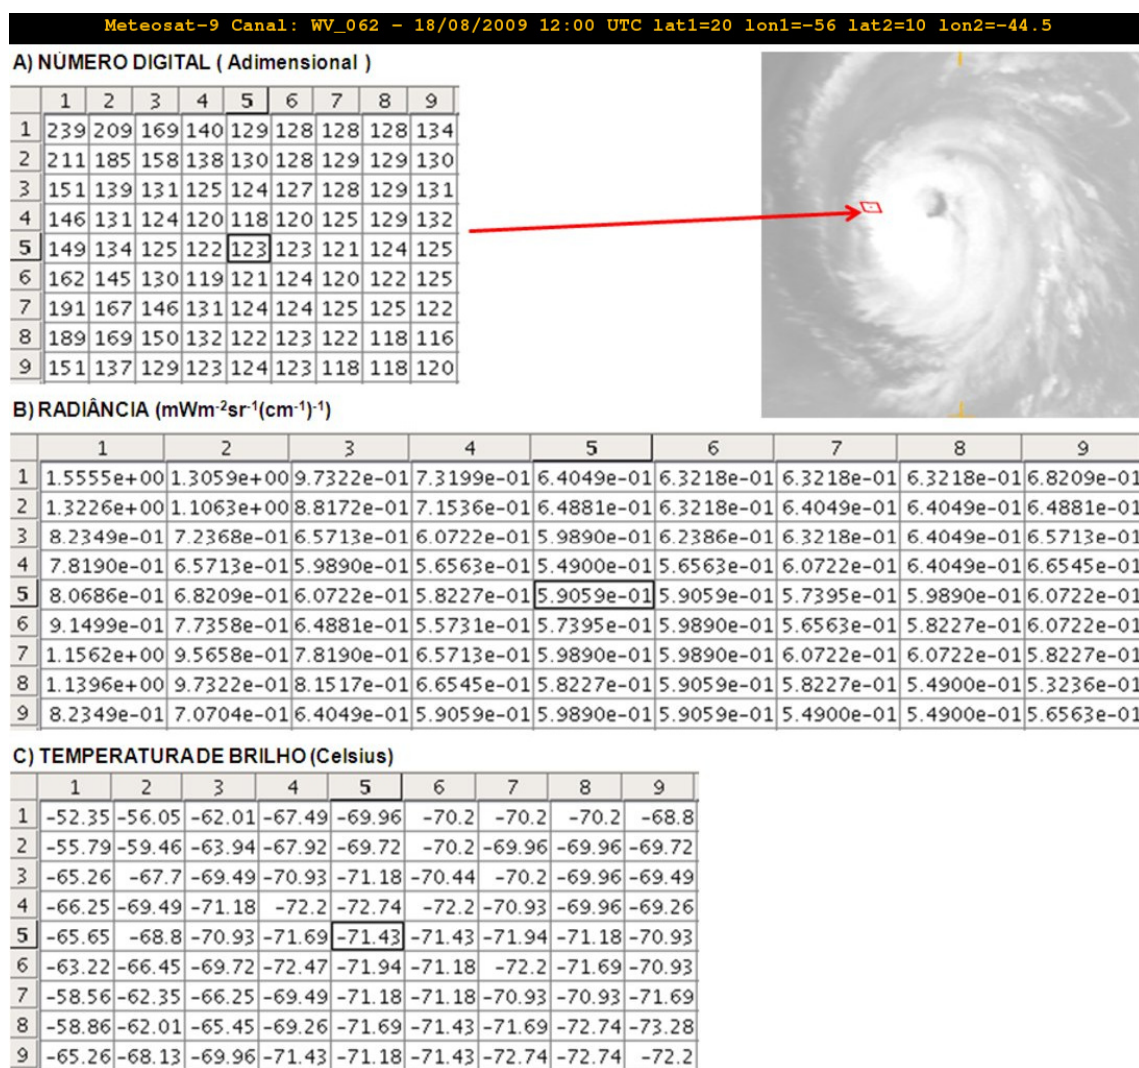 Meteosat-9 Canal: WV_062 - 18/08/2009 12:00 UTC lat1=20 lon1=-56 lat2=10 lon2=-44.5
A) NÚMERO DIGITAL ( Adimensional )
1 2 3 4 5 6 7 8 9
1 239 209 169 140 129 128 128 128 134
2 211 185 158 138 130 128 129 129 130
3 151 139 131 125 124 127 128 129 131
4 146 131 124 120 118 120 125 129 132
5 149 134 125 122 123 123 121 124 125
6 162 145 130 119 121 124 120 122 125
7 191 167 146 131 124 124 125 125 122
8 189 169 150 132 122 123 122 118 116
9 151 137 129 123 124 123 118 118 120
B) RADIÂNCIA (mWm-2sr-1(cm-1)-1)
1 2 3 4 5 6 7 8 9
1 1.5555e+00 1.3059e+00 9.7322e-01 7.3199e-01 6.4049e-01 6.3218e-01 6.3218e-01 6.3218e-01 6.8209e-01
2 1.3226e+00 1.1063e+00 8.8172e-01 7.1536e-01 6.4881e-01 6.3218e-01 6.4049e-01 6.4049e-01 6.4881e-01
3 8.2349e-01 7.2368e-01 6.5713e-01 6.0722e-01 5.9890e-01 6.2386e-01 6.3218e-01 6.4049e-01 6.5713e-01
4 7.8190e-01 6.5713e-01 5.9890e-01 5.6563e-01 5.4900e-01 5.6563e-01 6.0722e-01 6.4049e-01 6.6545e-01
5 8.0686e-01 6.8209e-01 6.0722e-01 5.8227e-01 5.9059e-01 5.9059e-01 5.7395e-01 5.9890e-01 6.0722e-01
6 9.1499e-01 7.7358e-01 6.4881e-01 5.5731e-01 5.7395e-01 5.9890e-01 5.6563e-01 5.8227e-01 6.0722e-01
7 1.1562e+00 9.5658e-01 7.8190e-01 6.5713e-01 5.9890e-01 5.9890e-01 6.0722e-01 6.0722e-01 5.8227e-01
8 1.1396e+00 9.7322e-01 8.1517e-01 6.6545e-01 5.8227e-01 5.9059e-01 5.8227e-01 5.4900e-01 5.3236e-01
9 8.2349e-01 7.0704e-01 6.4049e-01 5.9059e-01 5.9890e-01 5.9059e-01 5.4900e-01 5.4900e-01 5.6563e-01
C) TEMPERATURA DE BRILHO (Celsius)
1 2 3 4 5 6 7 8 9
1 -52.35 -56.05 -62.01 -67.49 -69.96 -70.2 -70.2 -70.2 -68.8
2 -55.79 -59.46 -63.94 -67.92 -69.72 -70.2 -69.96 -69.96 -69.72
3 -65.26 -67.7 -69.49 -70.93 -71.18 -70.44 -70.2 -69.96 -69.49
4 -66.25 -69.49 -71.18 -72.2 -72.74 -72.2 -70.93 -69.96 -69.26
5 -65.65 -68.8 -70.93 -71.69 -71.43 -71.43 -71.94 -71.18 -70.93
6 -63.22 -66.45 -69.72 -72.47 -71.94 -71.18 -72.2 -71.69 -70.93
7 -58.56 -62.35 -66.25 -69.49 -71.18 -71.18 -70.93 -70.93 -71.69
8 -58.86 -62.01 -65.45 -69.26 -71.69 -71.43 -71.69 -72.74 -73.28
9 -65.26 -68.13 -69.96 -71.43 -71.18 -71.43 -72.74 -72.74 -72.2